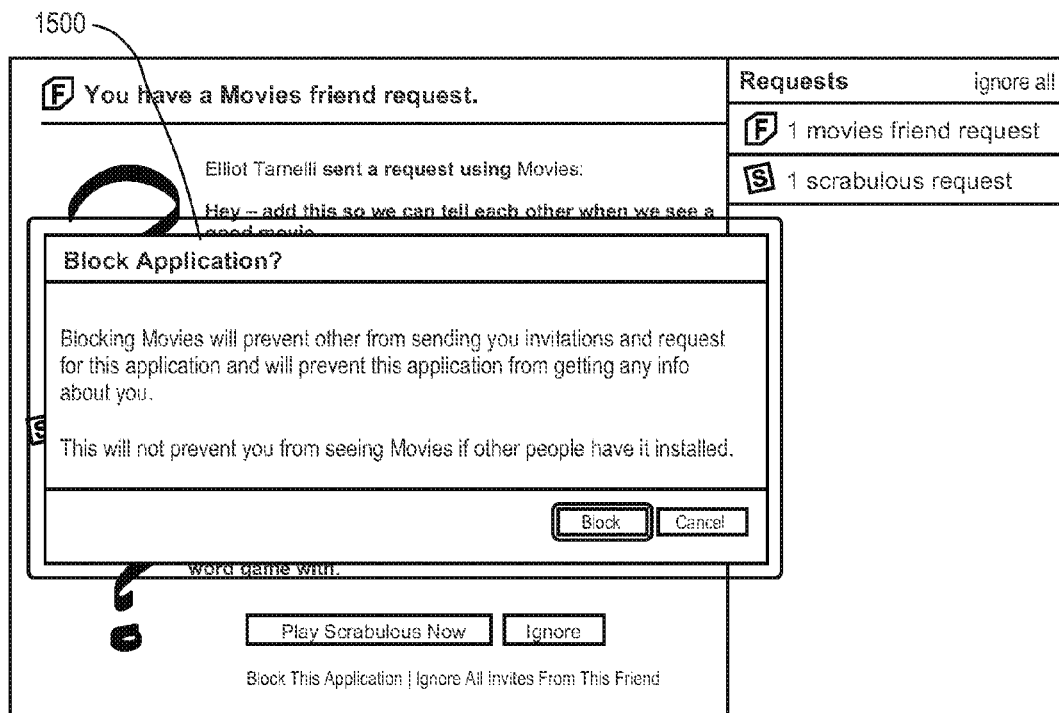 1500
F You have a Movies friend request.
Elliot Tamelli sent a request using Movies:
Hey – add this so we can tell each other when we see a
good movie
Block Application?
Blocking Movies will prevent other from sending you invitations and request
for this application and will prevent this application from getting any info
about you.
This will not prevent you from seeing Movies if other people have it installed.
Block Cancel
S
word game with.
Play Scrabulous Now Ignore
Block This Application | Ignore All Invites From This Friend
Requests ignore all
F 1 movies friend request
S 1 scrabulous request